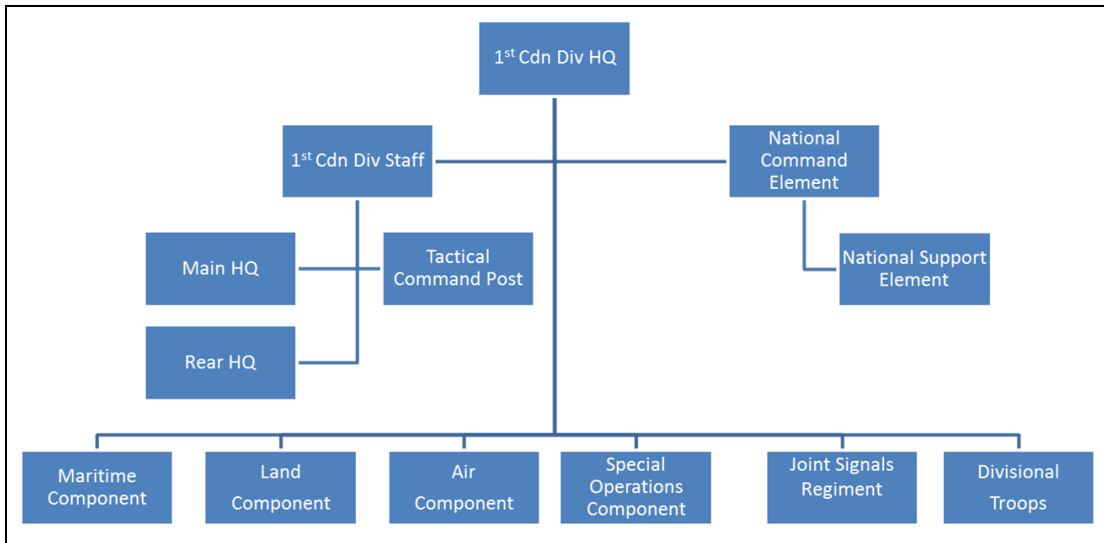 1st Cdn Div HQ
1st Cdn Div Staff
National
Command
Element
Main HQ
Tactical
Command Post
National Support
Element
Rear HQ
Maritime
Component
Land
Component
Air
Component
Special
Operations
Component
Joint Signals
Regiment
Divisional
Troops